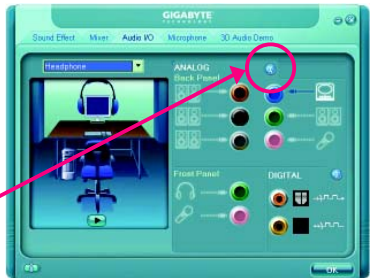 GIGABYTE
TECHNOLOGY
Sound Effect Mixer Audio I/O Microphone 3D Audio Demo
Headphone
ANALOG
Back Panel
Front Panel
DIGITAL
OK